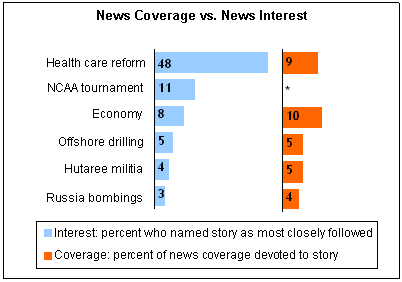 News Coverage vs. News Interest
Health care reform 48 9
NCAA tournament 11 *
Economy 8 10
Offshore drilling 5 5
Hutaree militia 4 5
Russia bombings 3 4
Interest: percent who named story as most closely followed
Coverage: percent of news coverage devoted to story